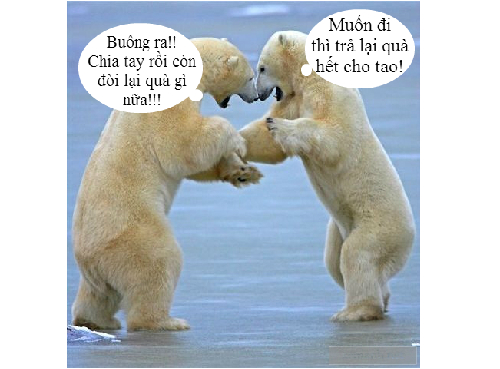 Buông ra!!
Chia tay rồi còn
đòi lại quà gì
nữa!!!
Muốn đi
thì trả lại quà
hết cho tao!